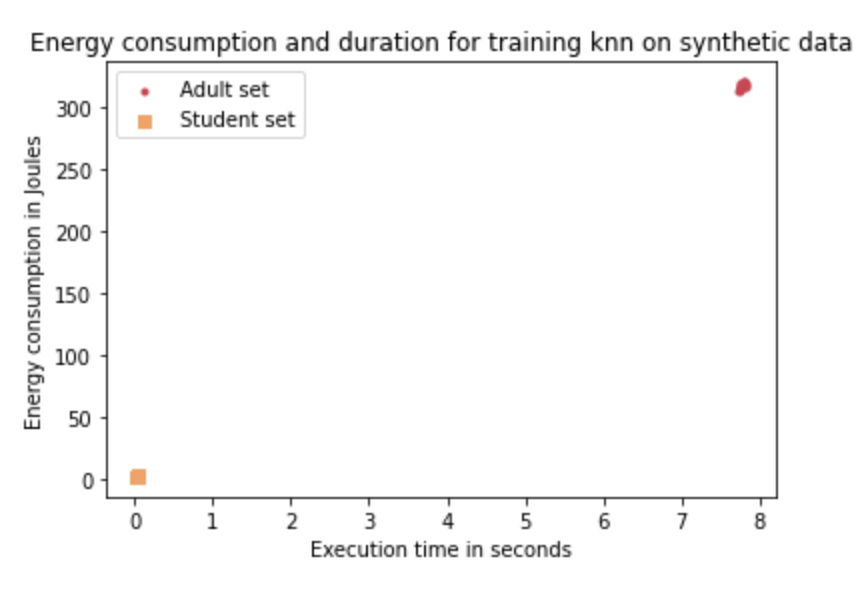 Energy consumption and duration for training knn on synthetic data
Adult set
Student set
Energy consumption in Joules
300
250
200
150
100
50
0
0 1 2 3 4 5 6 7 8
Execution time in seconds